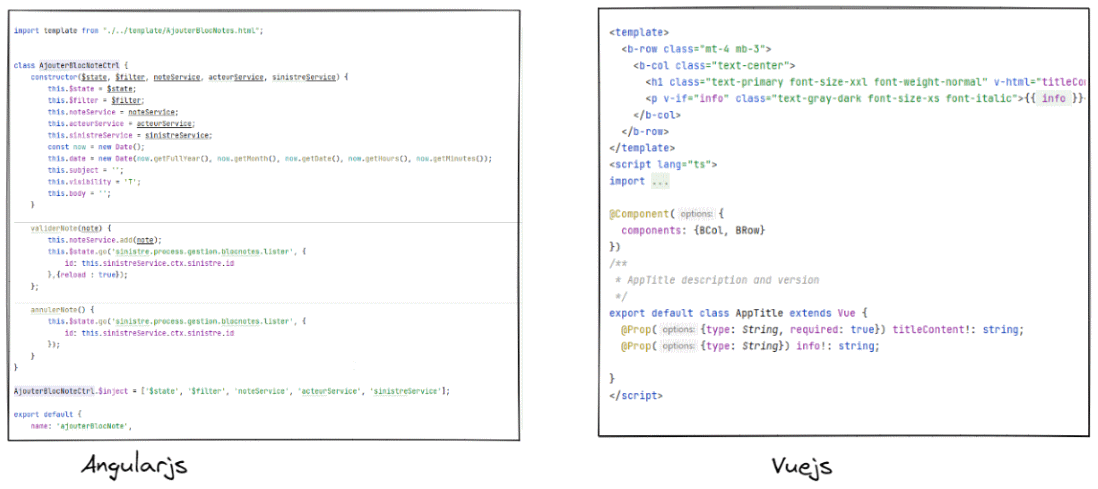 import template from "./../template/AjouterBlocNotes.html";
class AjouterBlocNoteCtrl {
constructor($state, $filter, noteService, acteurService, sinistreService) {
this.$state = $state;
this.$filter = $filter;
this.noteService = noteService;
this.acteurService = acteurService;
this.sinistreService = sinistreService;
const now = new Date();
this.date = new Date(now.getFullYear(), now.getMonth(), now.getDate(), now.getHours(), now.getMinutes());
this.subject = '';
this.visibility = 'T';
this.body = '';
}
validerNote(note) {
this.noteService.add(note);
this.$state.go('sinistre.process.gestion.blocnotes.lister', {
id: this.sinistreService.ctx.sinistre.id
},{reload : true});
};
annulerNote() {
this.$state.go('sinistre.process.gestion.blocnotes.lister', {
id: this.sinistreService.ctx.sinistre.id
});
}
}
AjouterBlocNoteCtrl.$inject = ['$state', '$filter', 'noteService', 'acteurService', 'sinistreService'];
export default {
name: 'ajouterBlocNote',
Angularjs
<template>
<b-row class="mt-4 mb-3">
<b-col class="text-center">
<h1 class="text-primary font-size-xxl font-weight-normal" v-html="titleCon
<p v-if="info" class="text-gray-dark font-size-xs font-italic">{{ info }}
</b-col>
</b-row>
</template>
<script lang="ts">
import ...
@Component( options: {
components: {BCol, BRow}
})
/**
* AppTitle description and version
*/
export default class AppTitle extends Vue {
@Prop( options: {type: String, required: true}) titleContent!: string;
@Prop( options: {type: String}) info!: string;
}
</script>
Vuejs